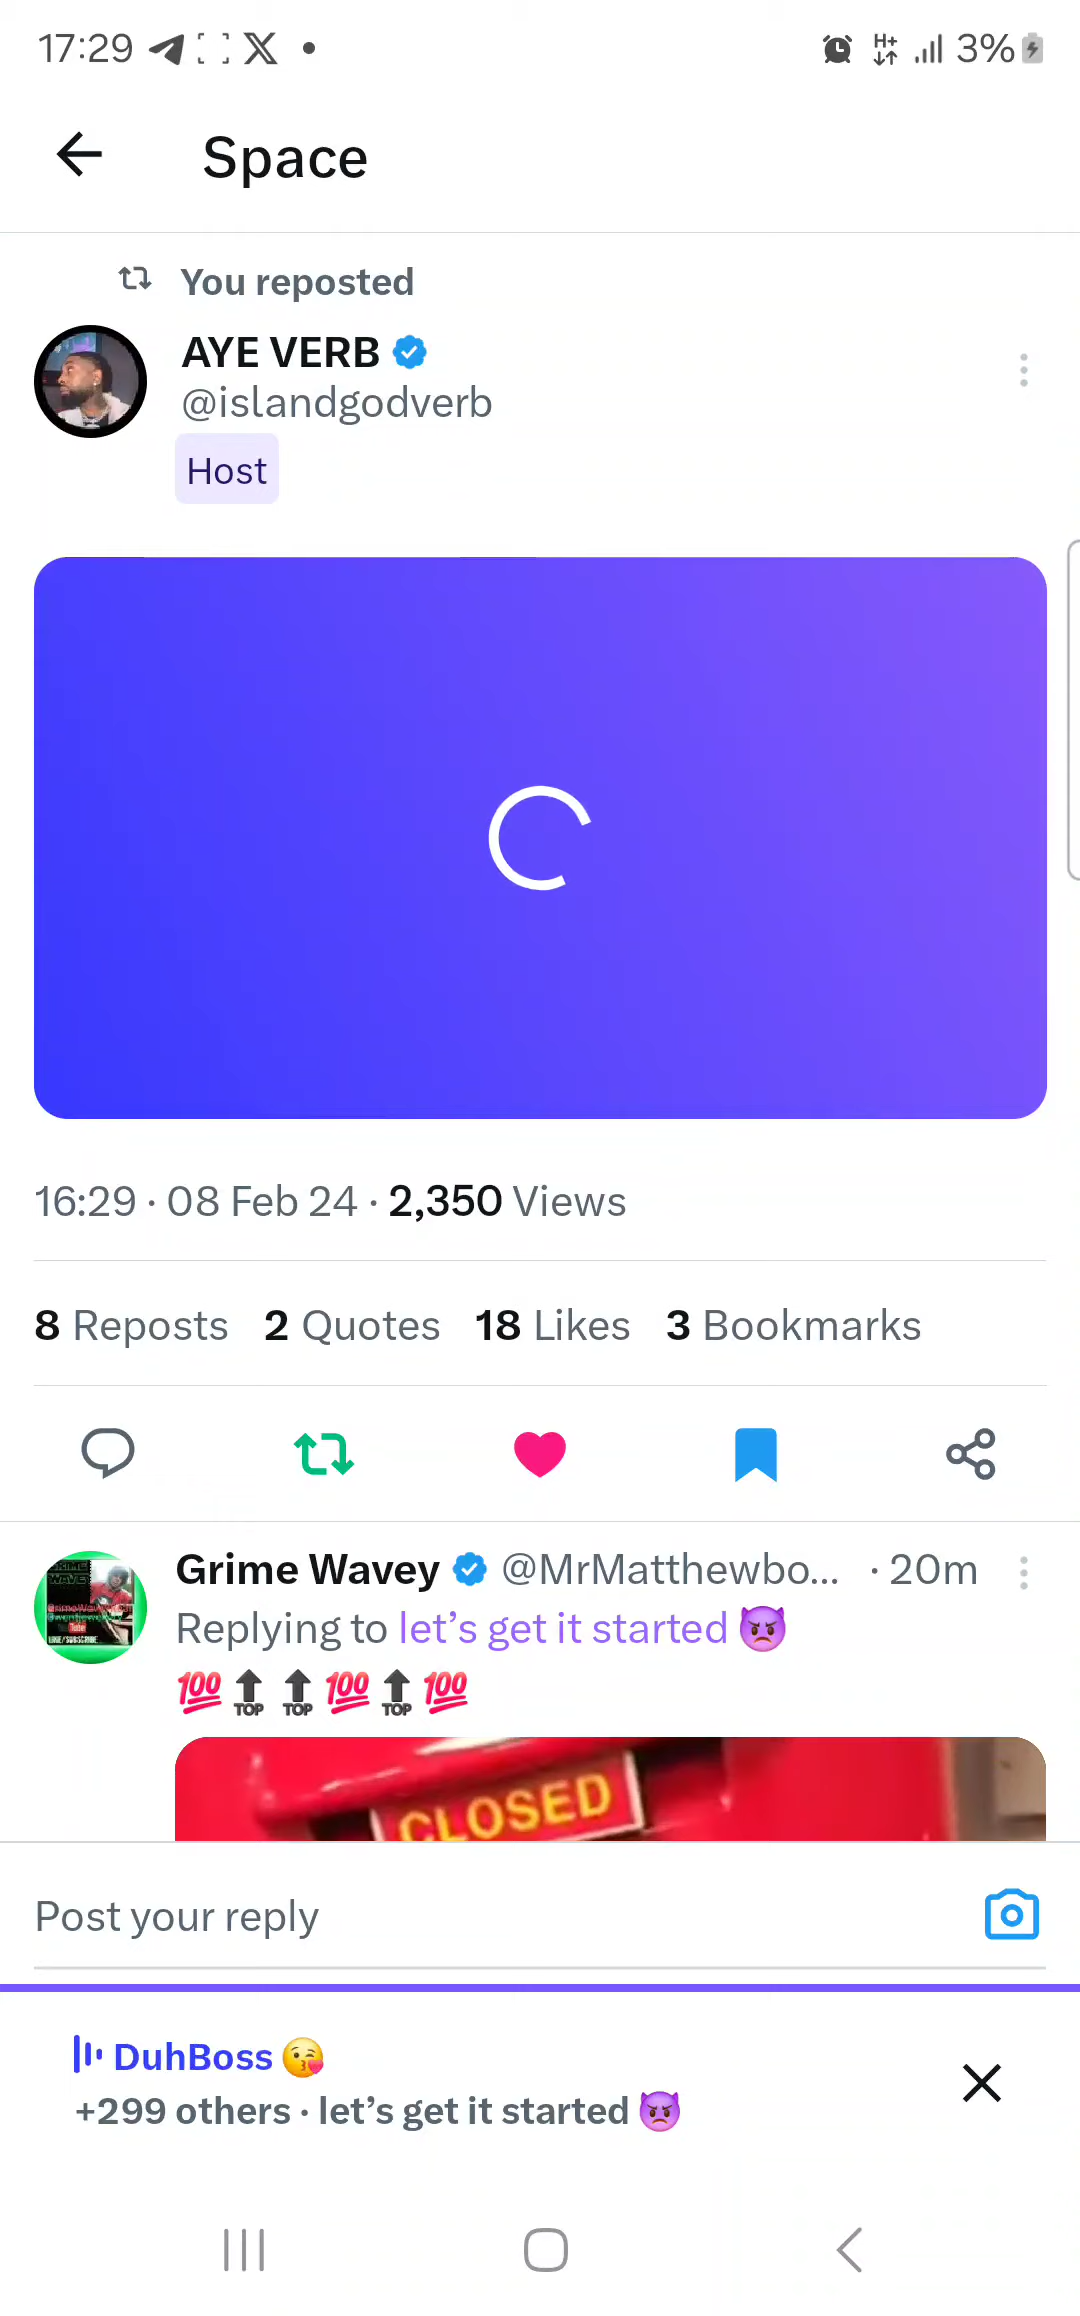 17:29
H+
3%
Space
You reposted
AYE VERB
@islandgodverb
Host
16:29 · 08 Feb 24 · 2,350 Views
8 Reposts 2 Quotes 18 Likes 3 Bookmarks
Grime Wavey @MrMatthewbo... · 20m
Replying to let's get it started 👿
💯🔝🔝💯🔝💯
CLOSED
Post your reply
DuhBoss 😘
+299 others · let's get it started 👿